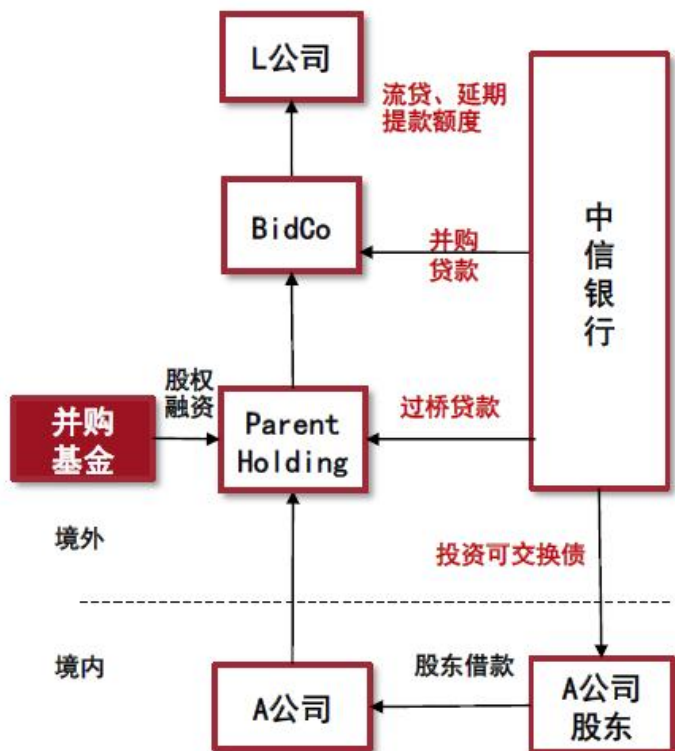 L公司
流贷、延期
提款额度
BidCo
并购
贷款
中
信
银
行
股权
融资
并购
基金
Parent
Holding
过桥贷款
境外
投资可交换债
境内
股东借款
A公司
A公司
股东